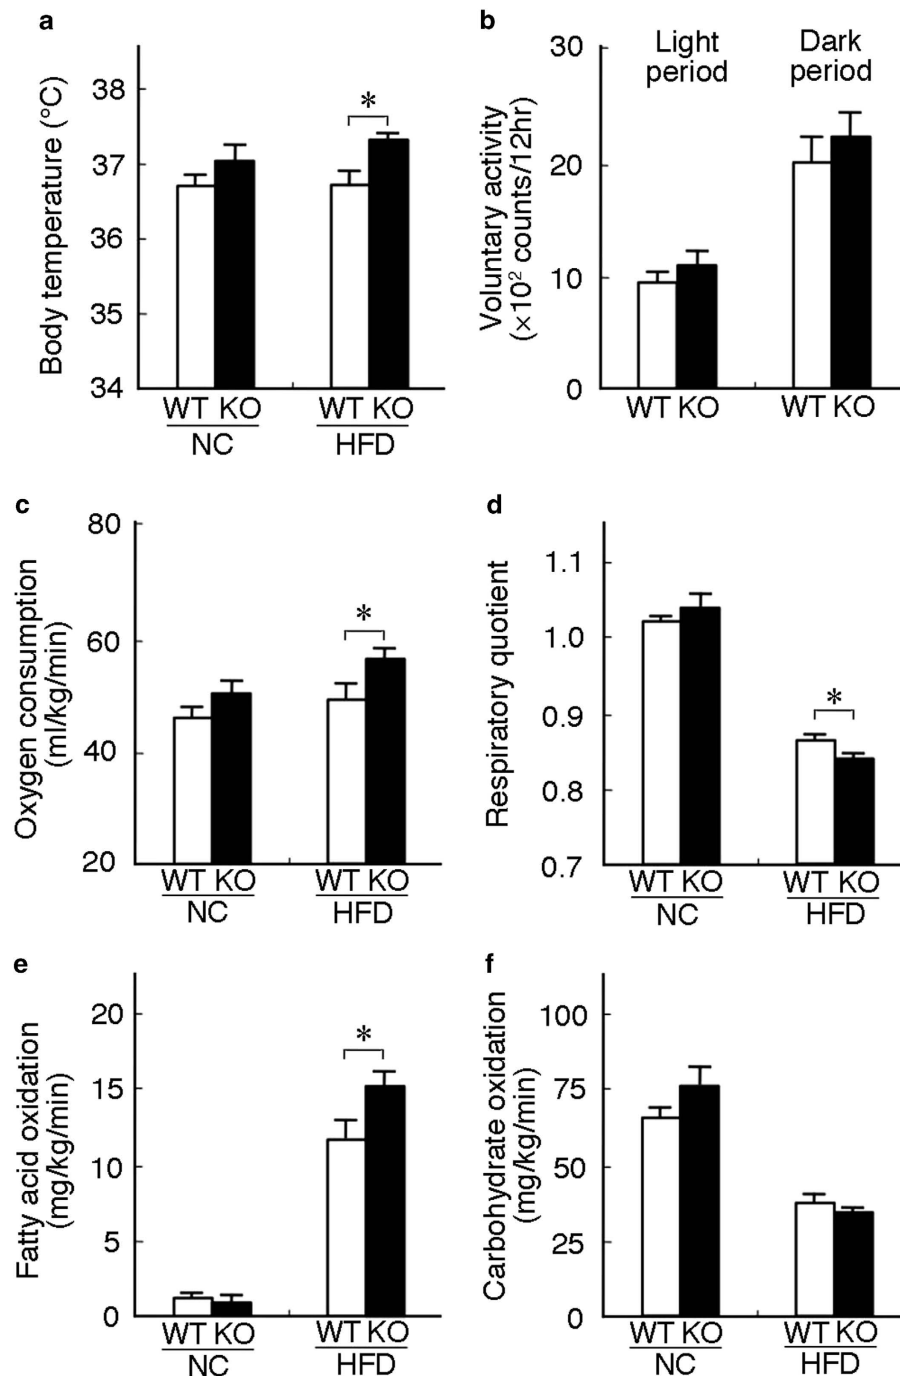 a
Body temperature (°C)
38
37
36
35
34
*
WT KO WT KO
NC HFD
b
Voluntary activity
(×10² counts/12hr)
30
20
10
0
Light
period
Dark
period
WT KO WT KO
c
Oxygen consumption
(ml/kg/min)
80
60
40
20
*
WT KO WT KO
NC HFD
d
Respiratory quotient
1.1
1.0
0.9
0.8
0.7
*
WT KO WT KO
NC HFD
e
Fatty acid oxidation
(mg/kg/min)
20
15
10
5
0
*
WT KO WT KO
NC HFD
f
Carbohydrate oxidation
(mg/kg/min)
100
75
50
25
0
WT KO WT KO
NC HFD